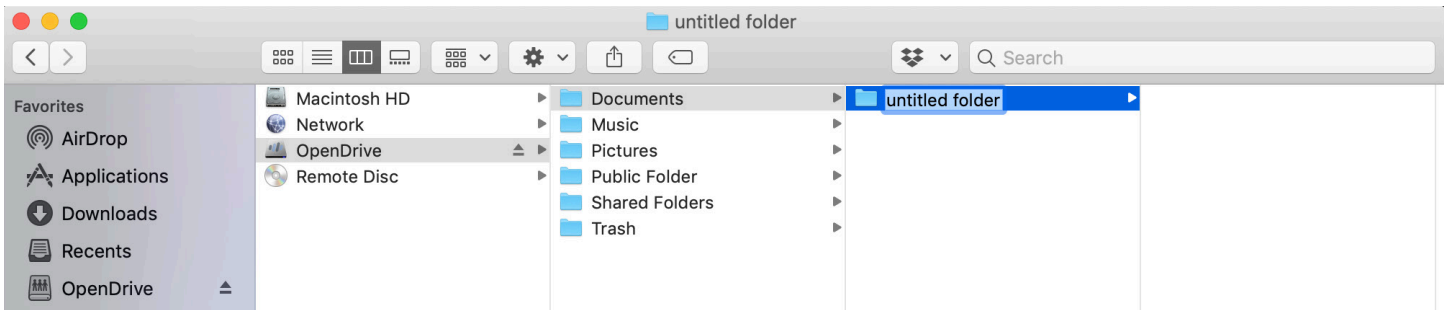 untitled folder
Search
Favorites
AirDrop
Applications
Downloads
Recents
OpenDrive
Macintosh HD
Network
OpenDrive
Remote Disc
Documents
Music
Pictures
Public Folder
Shared Folders
Trash
untitled folder